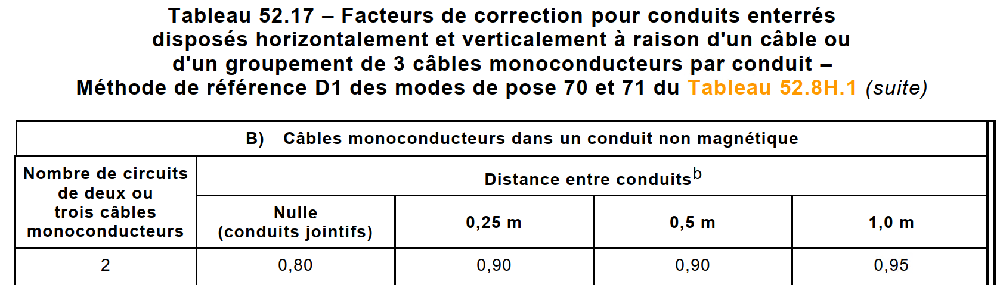 Tableau 52.17 – Facteurs de correction pour conduits enterrés
disposés horizontalement et verticalement à raison d'un câble ou
d'un groupement de 3 câbles monoconducteurs par conduit –
Méthode de référence D1 des modes de pose 70 et 71 du Tableau 52.8H.1 (suite)
B) Câbles monoconducteurs dans un conduit non magnétique
Nombre de circuits
de deux ou
trois câbles
monoconducteurs
Distance entre conduits b
Nulle
(conduits jointifs)
0,25 m
0,5 m
1,0 m
2
0,80
0,90
0,90
0,95